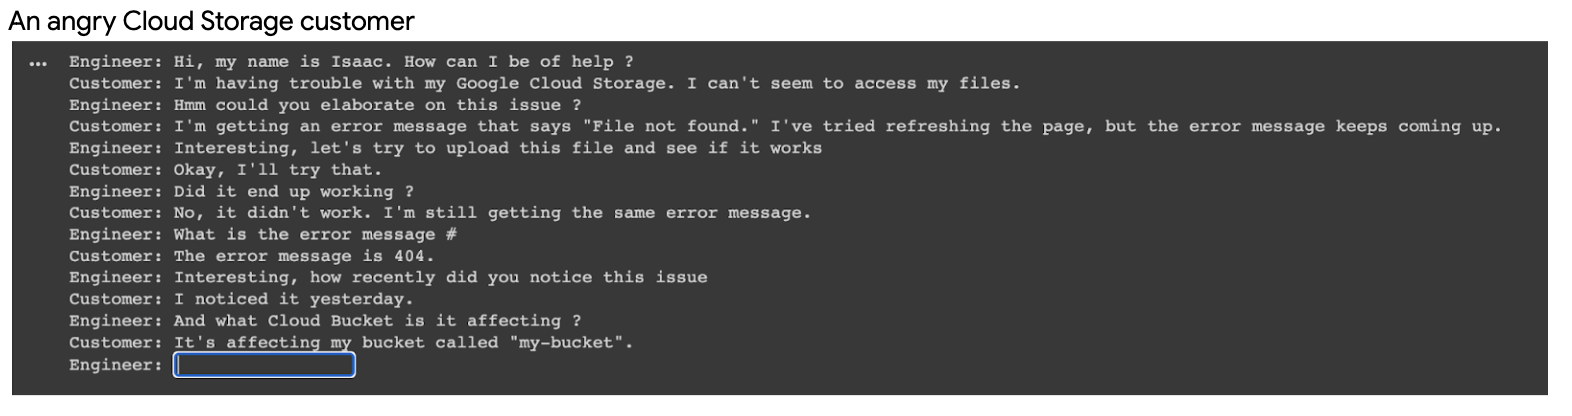 An angry Cloud Storage customer
... Engineer: Hi, my name is Isaac. How can I be of help ?
Customer: I'm having trouble with my Google Cloud Storage. I can't seem to access my files.
Engineer: Hmm could you elaborate on this issue ?
Customer: I'm getting an error message that says "File not found." I've tried refreshing the page, but the error message keeps coming up.
Engineer: Interesting, let's try to upload this file and see if it works
Customer: Okay, I'll try that.
Engineer: Did it end up working ?
Customer: No, it didn't work. I'm still getting the same error message.
Engineer: What is the error message #
Customer: The error message is 404.
Engineer: Interesting, how recently did you notice this issue
Customer: I noticed it yesterday.
Engineer: And what Cloud Bucket is it affecting ?
Customer: It's affecting my bucket called "my-bucket".
Engineer: